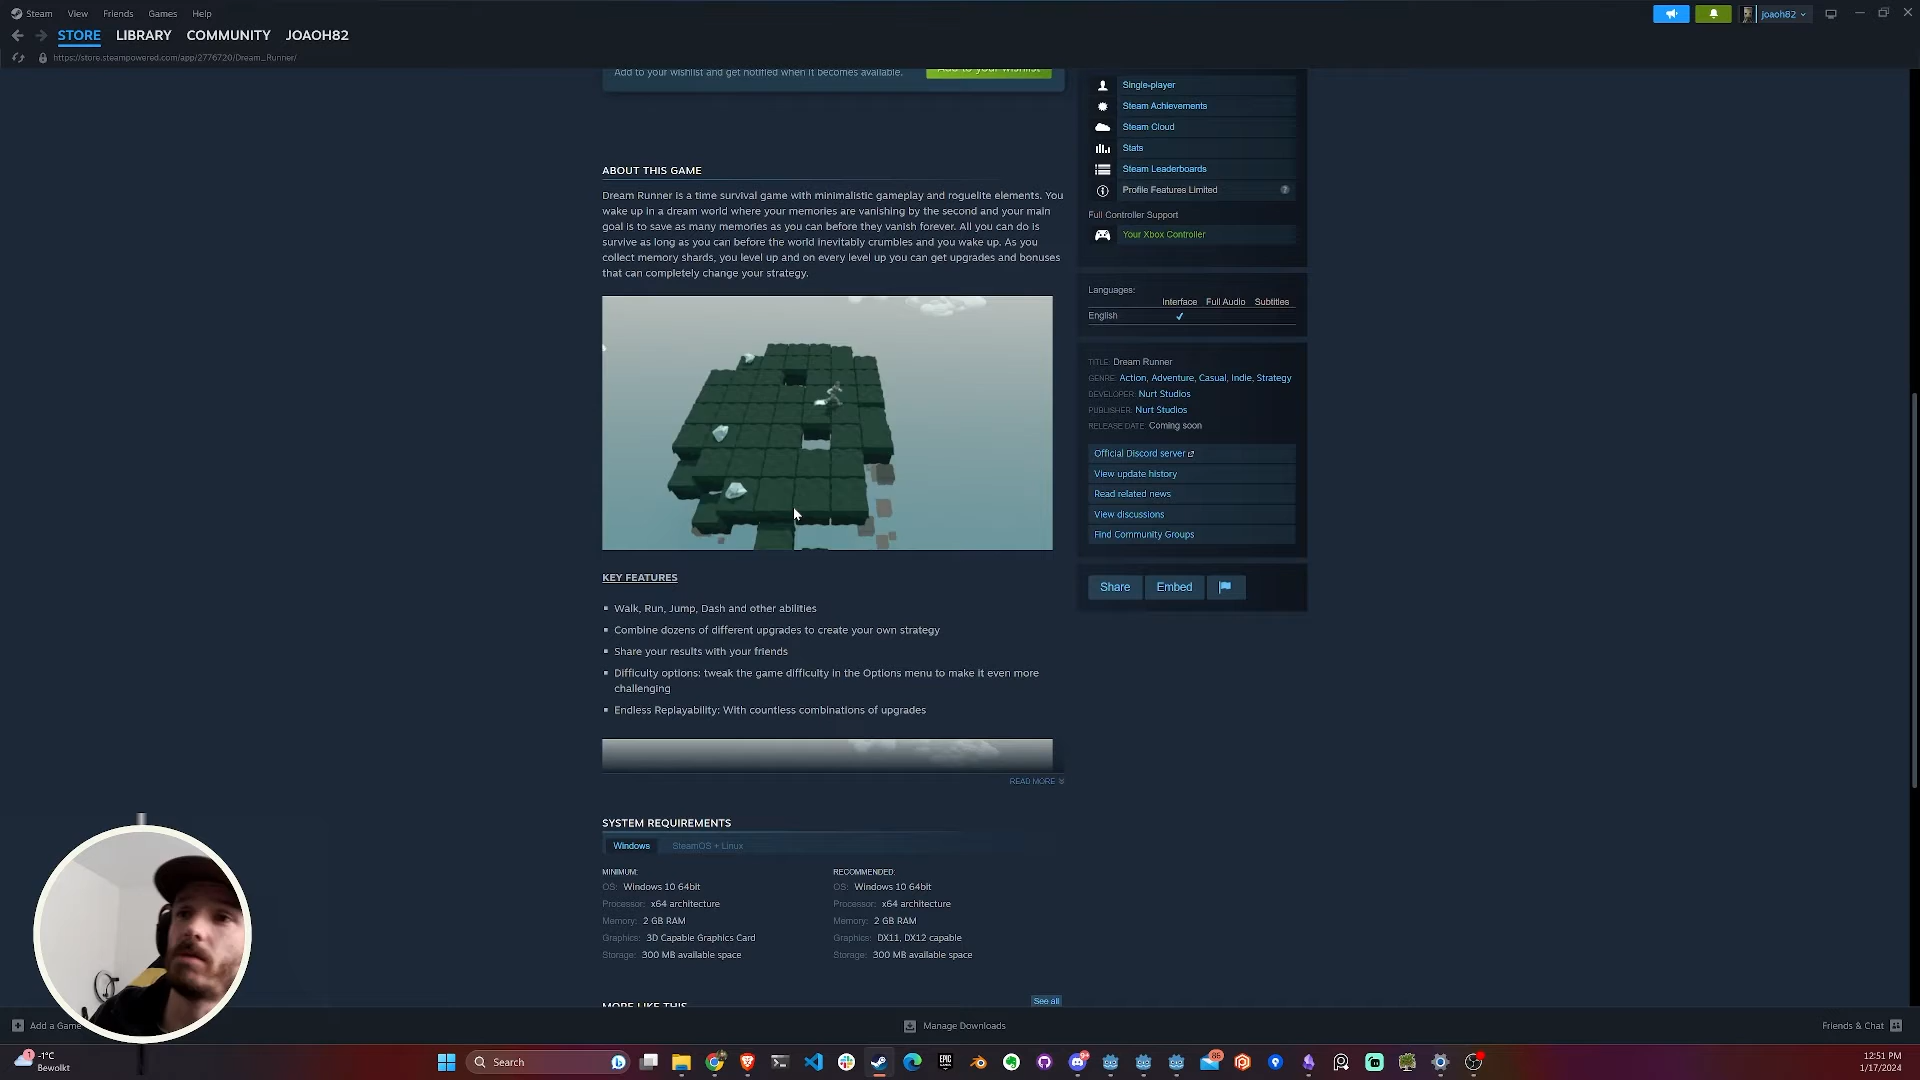 Steam View Friends Games Help
joaoh82
STORE LIBRARY COMMUNITY JOAOH82
https://store.steampowered.com/app/2776720/Dream_Runner/
Add to your wishlist and get notified when it becomes available.
Add to your wishlist
ABOUT THIS GAME
Dream Runner is a time survival game with minimalistic gameplay and roguelite elements. You
wake up in a dream world where your memories are vanishing by the second and your main
goal is to save as many memories as you can before they vanish forever. All you can do is
survive as long as you can before the world inevitably crumbles and you wake up. As you
collect memory shards, you level up and on every level up you can get upgrades and bonuses
that can completely change your strategy.
KEY FEATURES
Walk, Run, Jump, Dash and other abilities
Combine dozens of different upgrades to create your own strategy
Share your results with your friends
Difficulty options: tweak the game difficulty in the Options menu to make it even more
challenging
Endless Replayability: With countless combinations of upgrades
READ MORE
SYSTEM REQUIREMENTS
Windows SteamOS + Linux
MINIMUM:
OS: Windows 10 64bit
Processor: x64 architecture
Memory: 2 GB RAM
Graphics: 3D Capable Graphics Card
Storage: 300 MB available space
RECOMMENDED:
OS: Windows 10 64bit
Processor: x64 architecture
Memory: 2 GB RAM
Graphics: DX11, DX12 capable
Storage: 300 MB available space
MORE LIKE THIS
See all
Single-player
Steam Achievements
Steam Cloud
Stats
Steam Leaderboards
Profile Features Limited ?
Full Controller Support
Your Xbox Controller
Languages:
Interface Full Audio Subtitles
English ✔
TITLE: Dream Runner
GENRE: Action, Adventure, Casual, Indie, Strategy
DEVELOPER: Nurt Studios
PUBLISHER: Nurt Studios
RELEASE DATE: Coming soon
Official Discord server
View update history
Read related news
View discussions
Find Community Groups
Share Embed
Add a Game
Manage Downloads
Friends & Chat
1
-1°C
Bewolkt
Search
EPIC
GAMES
86
12:51 PM
1/17/2024